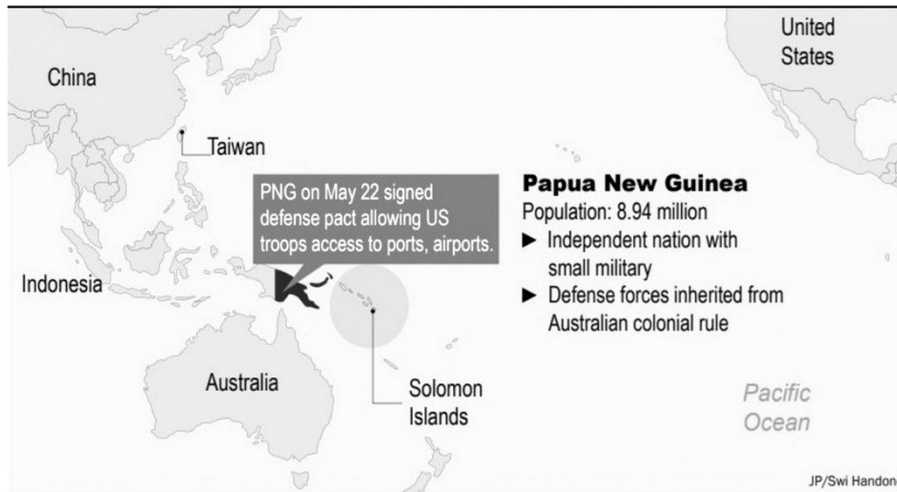 China
United
States
Taiwan
PNG on May 22 signed
defense pact allowing US
troops access to ports, airports.
Papua New Guinea
Population: 8.94 million
► Independent nation with
small military
► Defense forces inherited from
Australian colonial rule
Indonesia
Australia
Solomon
Islands
Pacific
Ocean
JP/Swi Handono